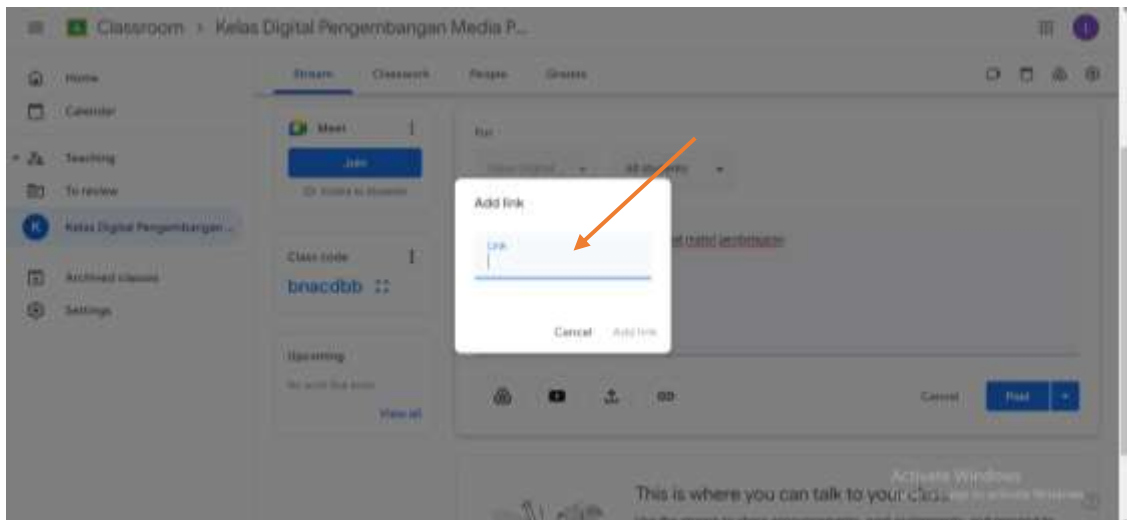 Classroom > Kelas Digital Pengembangan Media P...
Home
Calendar
Teaching
To review
K
Kelas Digital Pengembangan ...
Archived classes
Settings
Stream Classwork People Grades
Meet
Join
Class code
bnacdbb
Upcoming
View all
For
All students
Add link
Link
Cancel Add link
Cancel Post
This is where you can talk to your class
Activate Windows